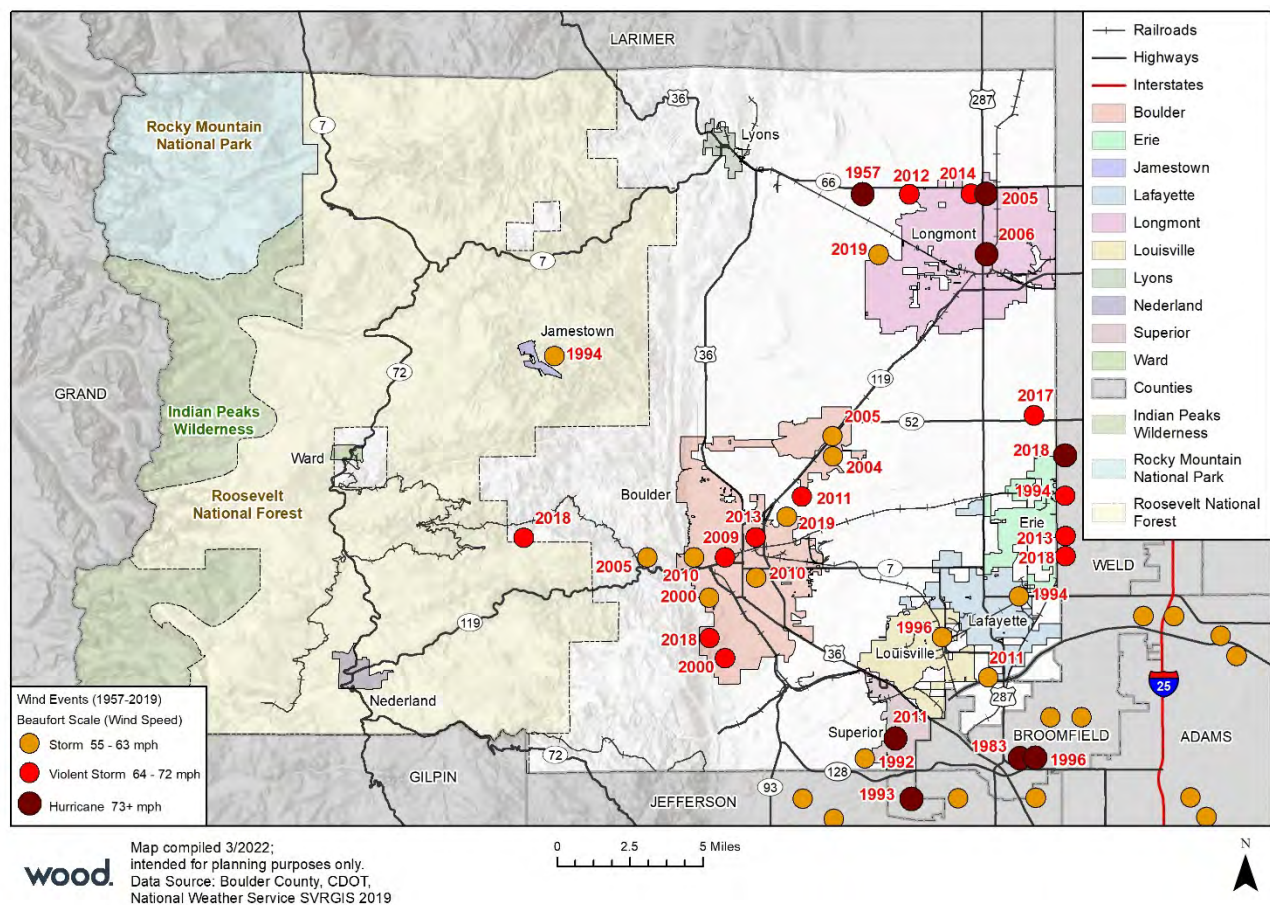 LARIMER
Rocky Mountain
National Park
7
36
287
Lyons
66
1957
2012
2014
2005
Longmont
2006
2019
7
Jamestown
1994
72
36
119
GRAND
Indian Peaks
Wilderness
2017
52
2005
2004
Ward
2018
Boulder
Roosevelt
National Forest
2011
1994
2018
2013
2019
Erie
2013
2009
2018
2005
2010
2010
7
WELD
2000
1994
119
2018
1996
Lafayette
36
Louisville
2000
2011
Nederland
287
25
2011
Superior
BROOMFIELD
ADAMS
1983
1996
72
1992
128
GILPIN
93
JEFFERSON
1993
Railroads
Highways
Interstates
Boulder
Erie
Jamestown
Lafayette
Longmont
Louisville
Lyons
Nederland
Superior
Ward
Counties
Indian Peaks
Wilderness
Rocky Mountain
National Park
Roosevelt National
Forest
Wind Events (1957-2019)
Beaufort Scale (Wind Speed)
Storm 55 - 63 mph
Violent Storm 64 - 72 mph
Hurricane 73+ mph
wood.
Map compiled 3/2022;
intended for planning purposes only.
Data Source: Boulder County, CDOT,
National Weather Service SVRGIS 2019
0 2.5 5 Miles
N